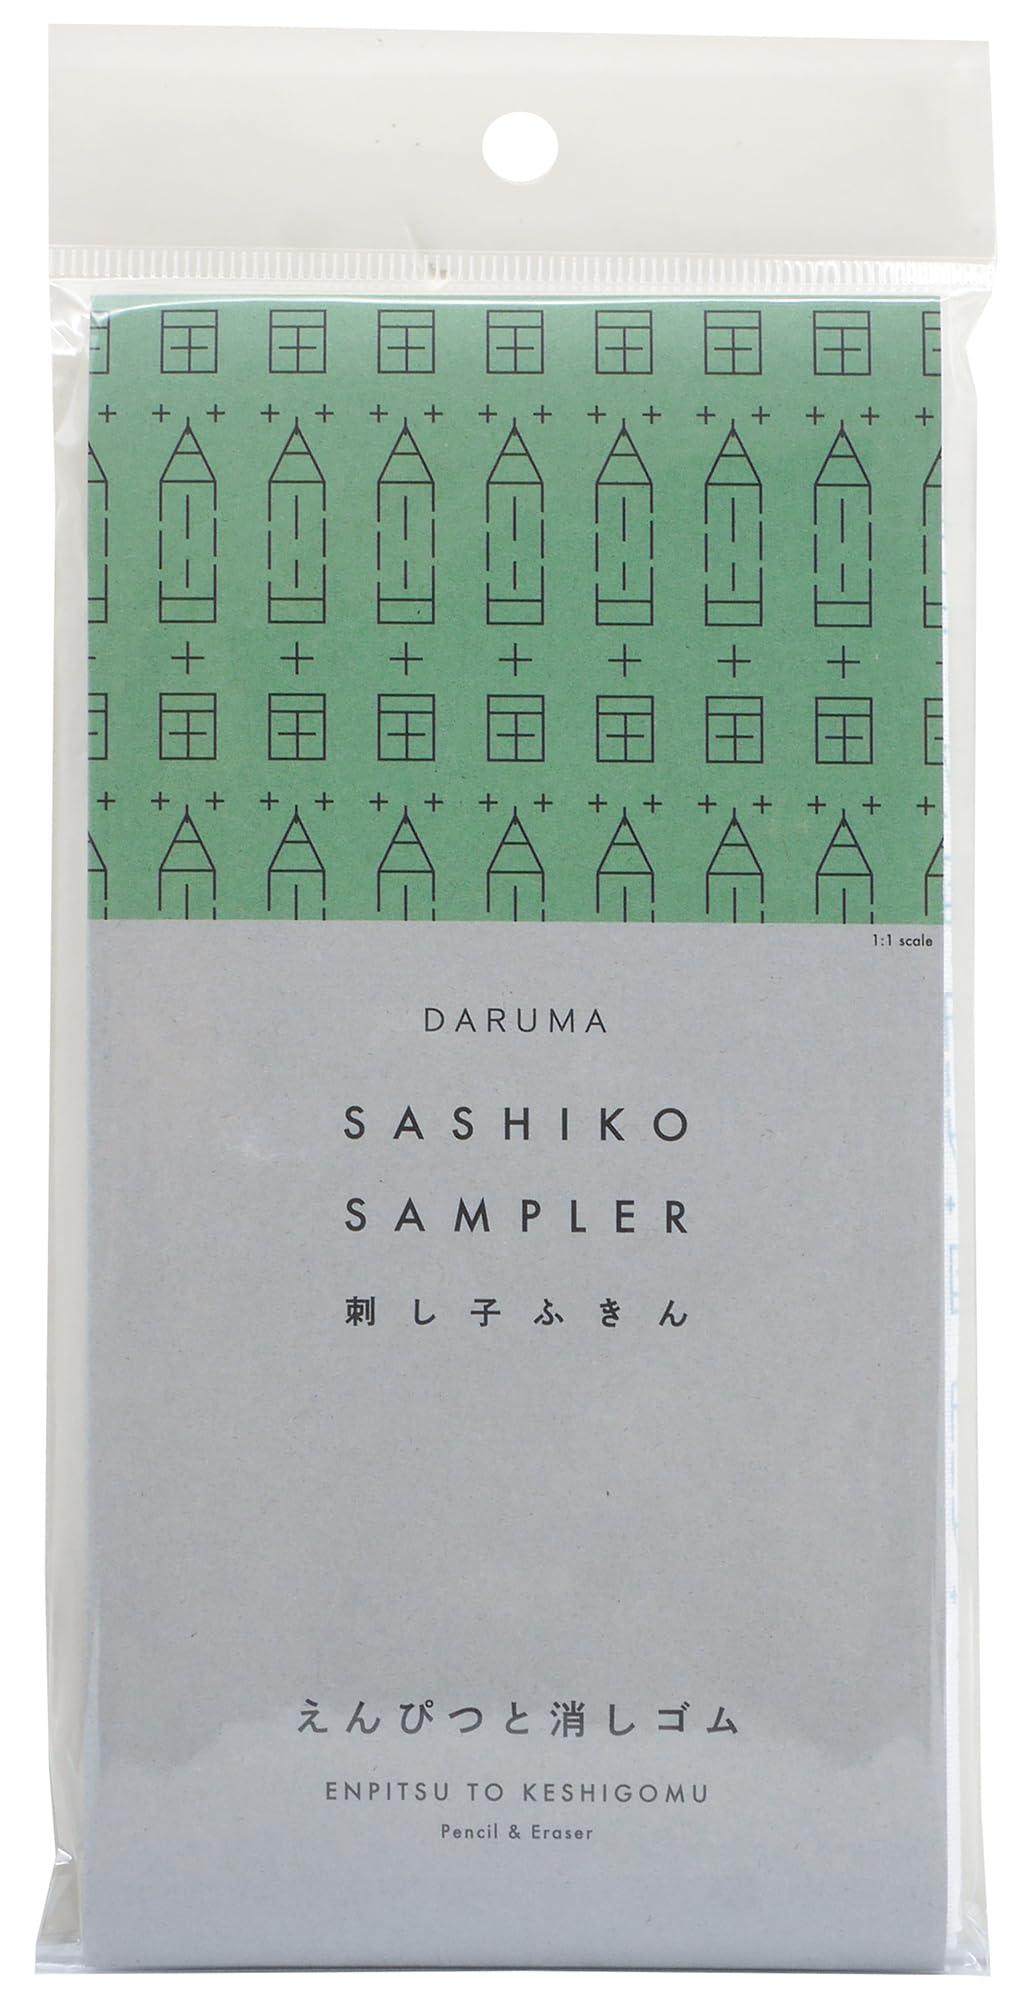 1:1 scale
DARUMA
SASHIKO
SAMPLER
刺し子ふきん
えんぴつと消しゴム
ENPITSU TO KESHIGOMU
Pencil & Eraser